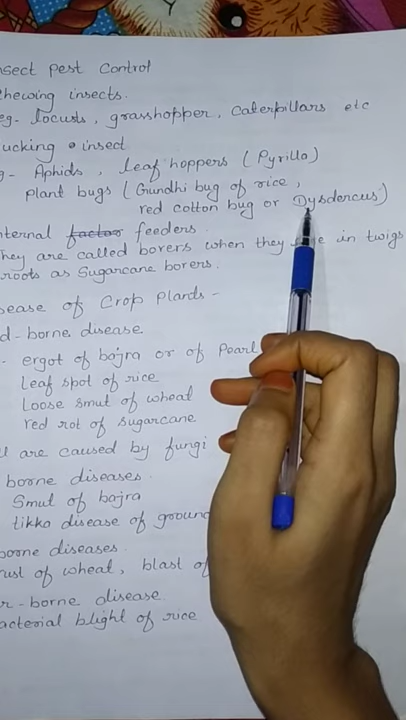 nsect pest control
hewing insects.
eg- locusts, grasshopper, caterpillars etc
ucking insect
g- Aphids, leaf hoppers (Pyrilla)
plant bugs (Gundhi bug of rice,
red cotton bug or Dysdercus)
nternal factor feeders.
hey are called borers when they in twigs
roots as Sugarcane borers.
sease of Crop Plants -
d-borne disease
- ergot of bajra or of Pearl
Leaf spot of rice
Loose smut of wheat
red rot of sugarcane
ll are caused by fungi
borne diseases.
Smut of bajra
tikka disease of ground
borne diseases.
rust of wheat, blast of
r-borne disease.
acterial blight of rice